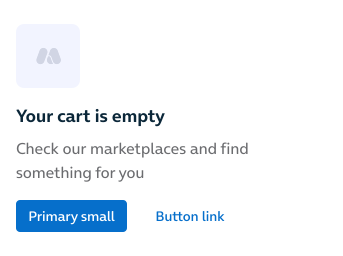 Your cart is empty
Check our marketplaces and find
something for you
Primary small
Button link